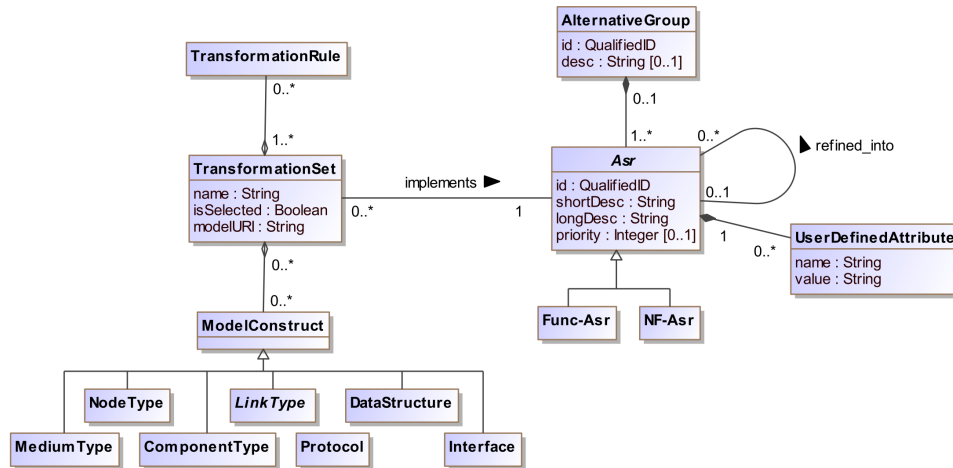 AlternativeGroup
id : QualifiedID
desc : String [0..1]
TransformationRule
0..*
0..1
1..*
1..*
0..*
refined_into
TransformationSet
name : String
isSelected : Boolean
modelURI : String
implements
0..*
1
Asr
id : QualifiedID
shortDesc : String
longDesc : String
priority : Integer [0..1]
0..1
1
0..*
UserDefinedAttribute
name : String
value : String
0..*
0..*
Func-Asr
NF-Asr
ModelConstruct
NodeType
LinkType
DataStructure
MediumType
ComponentType
Protocol
Interface